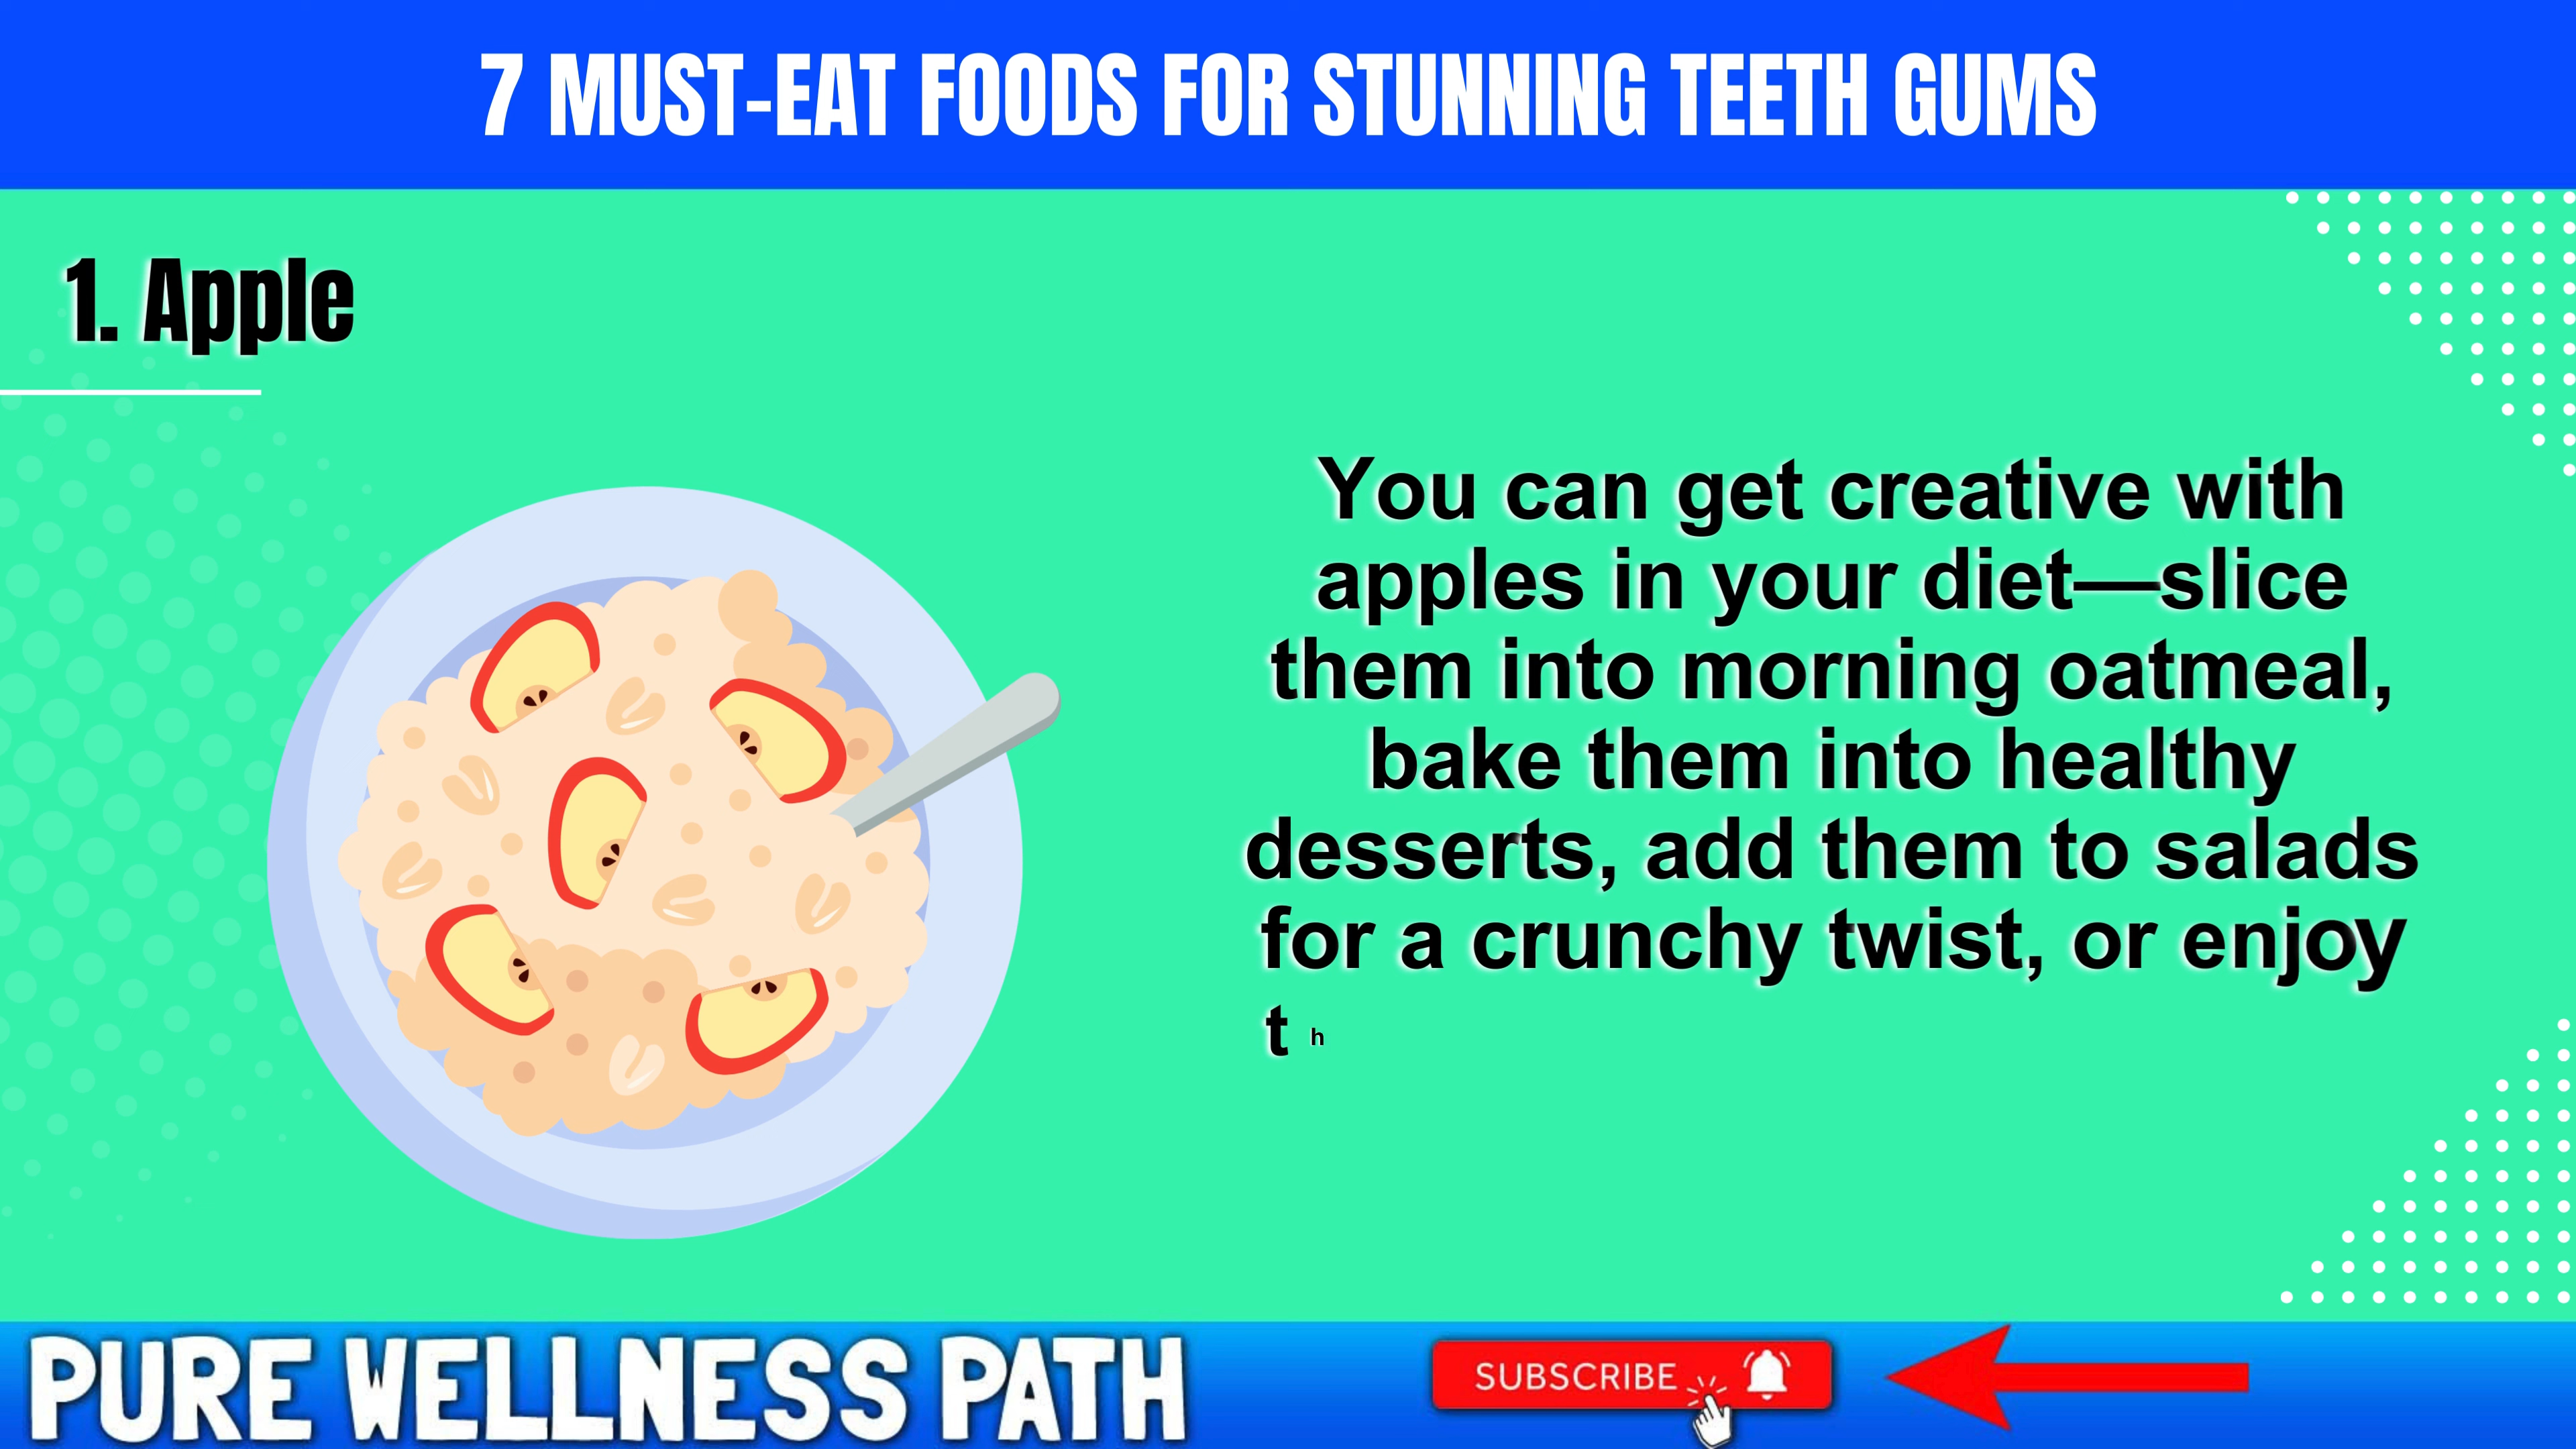 7 MUST-EAT FOODS FOR STUNNING TEETH GUMS
1. Apple
You can get creative with
apples in your diet—slice
them into morning oatmeal,
bake them into healthy
desserts, add them to salads
for a crunchy twist, or enjoy
t h
PURE WELLNESS PATH
SUBSCRIBE